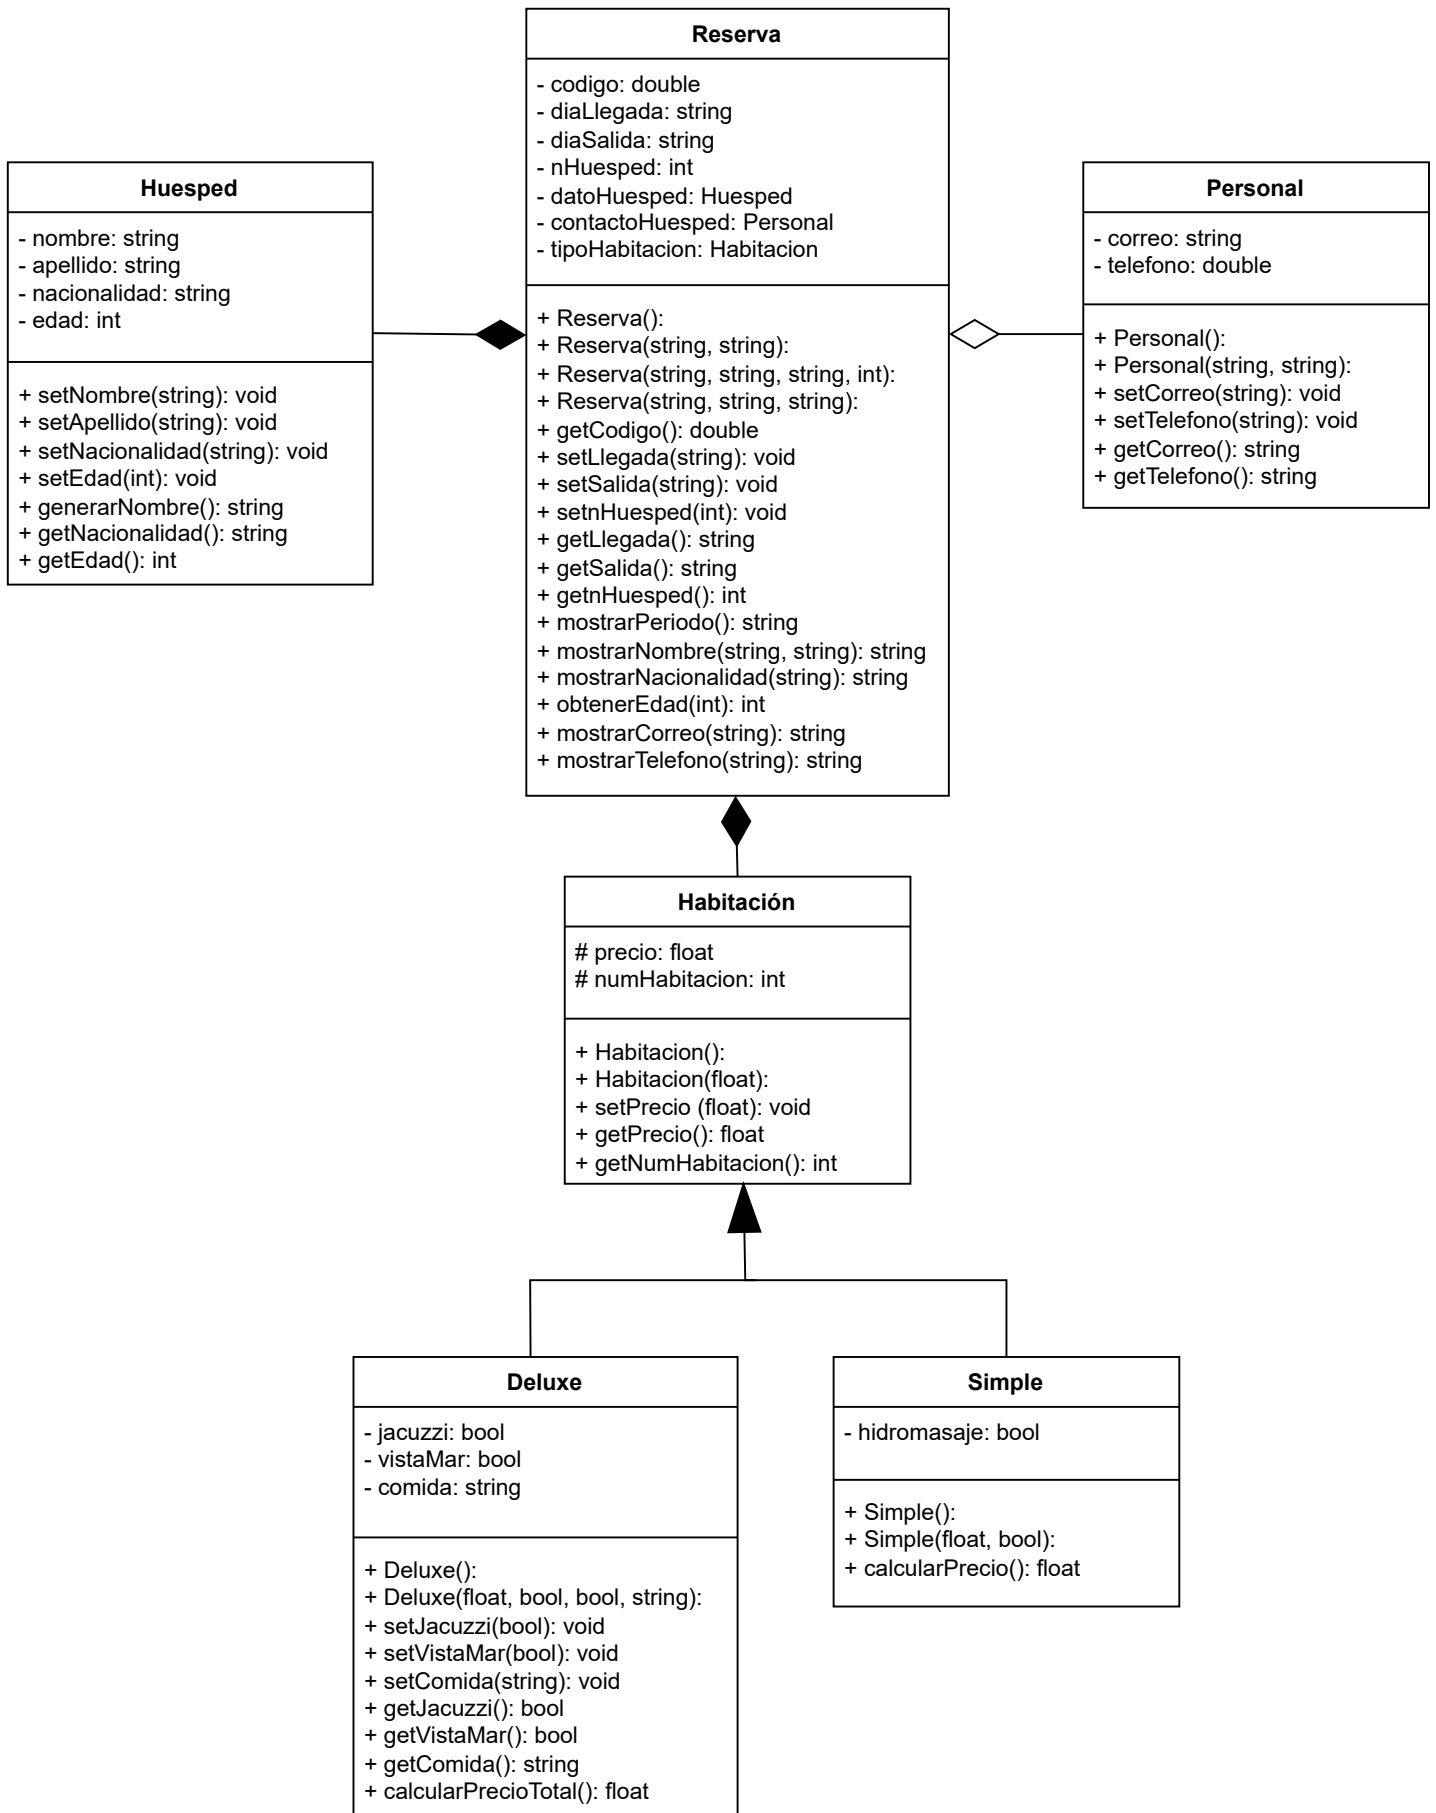 Reserva
- codigo: double
- diaLlegada: string
- diaSalida: string
- nHuesped: int
- datoHuesped: Huesped
- contactoHuesped: Personal
- tipoHabitacion: Habitacion
+ Reserva():
+ Reserva(string, string):
+ Reserva(string, string, string, int):
+ Reserva(string, string, string):
+ getCodigo(): double
+ setLlegada(string): void
+ setSalida(string): void
+ setnHuesped(int): void
+ getLlegada(): string
+ getSalida(): string
+ getnHuesped(): int
+ mostrarPeriodo(): string
+ mostrarNombre(string, string): string
+ mostrarNacionalidad(string): string
+ obtenerEdad(int): int
+ mostrarCorreo(string): string
+ mostrarTelefono(string): string
Huesped
- nombre: string
- apellido: string
- nacionalidad: string
- edad: int
+ setNombre(string): void
+ setApellido(string): void
+ setNacionalidad(string): void
+ setEdad(int): void
+ generarNombre(): string
+ getNacionalidad(): string
+ getEdad(): int
Personal
- correo: string
- telefono: double
+ Personal():
+ Personal(string, string):
+ setCorreo(string): void
+ setTelefono(string): void
+ getCorreo(): string
+ getTelefono(): string
Habitación
# precio: float
# numHabitacion: int
+ Habitacion():
+ Habitacion(float):
+ setPrecio (float): void
+ getPrecio(): float
+ getNumHabitacion(): int
Deluxe
- jacuzzi: bool
- vistaMar: bool
- comida: string
+ Deluxe():
+ Deluxe(float, bool, bool, string):
+ setJacuzzi(bool): void
+ setVistaMar(bool): void
+ setComida(string): void
+ getJacuzzi(): bool
+ getVistaMar(): bool
+ getComida(): string
+ calcularPrecioTotal(): float
Simple
- hidromasaje: bool
+ Simple():
+ Simple(float, bool):
+ calcularPrecio(): float